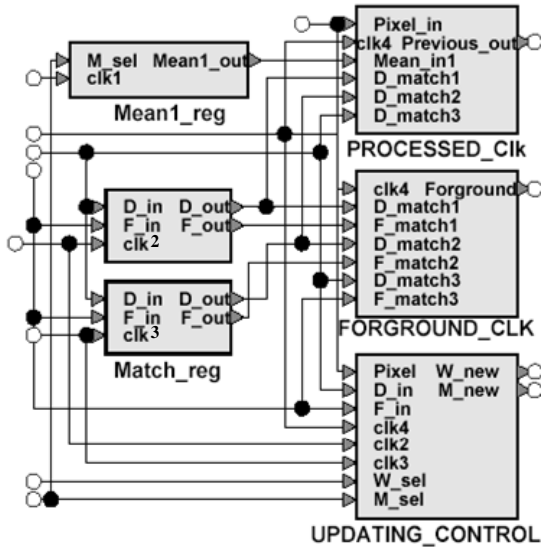 M_sel Mean1_out
clk1
Mean1_reg
Pixel_in
clk4 Previous_out
Mean_in1
D_match1
D_match2
D_match3
PROCESSED_Clk
D_in D_out
F_in F_out
clk2
D_in D_out
F_in F_out
clk3
Match_reg
clk4 Forground
D_match1
F_match1
D_match2
F_match2
D_match3
F_match3
FORGROUND_CLK
Pixel W_new
D_in M_new
F_in
clk4
clk2
clk3
W_sel
M_sel
UPDATING_CONTROL